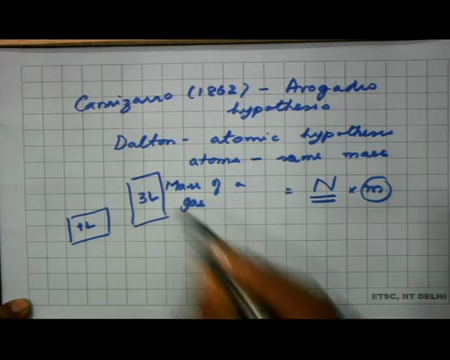 Cannizzaro (1862) - Avogadro
hypothesis
Dalton - atomic hypothesis
atoms - same mass
Mass of a gas = N × m
3L
1L
ETSC, IIT DELHI